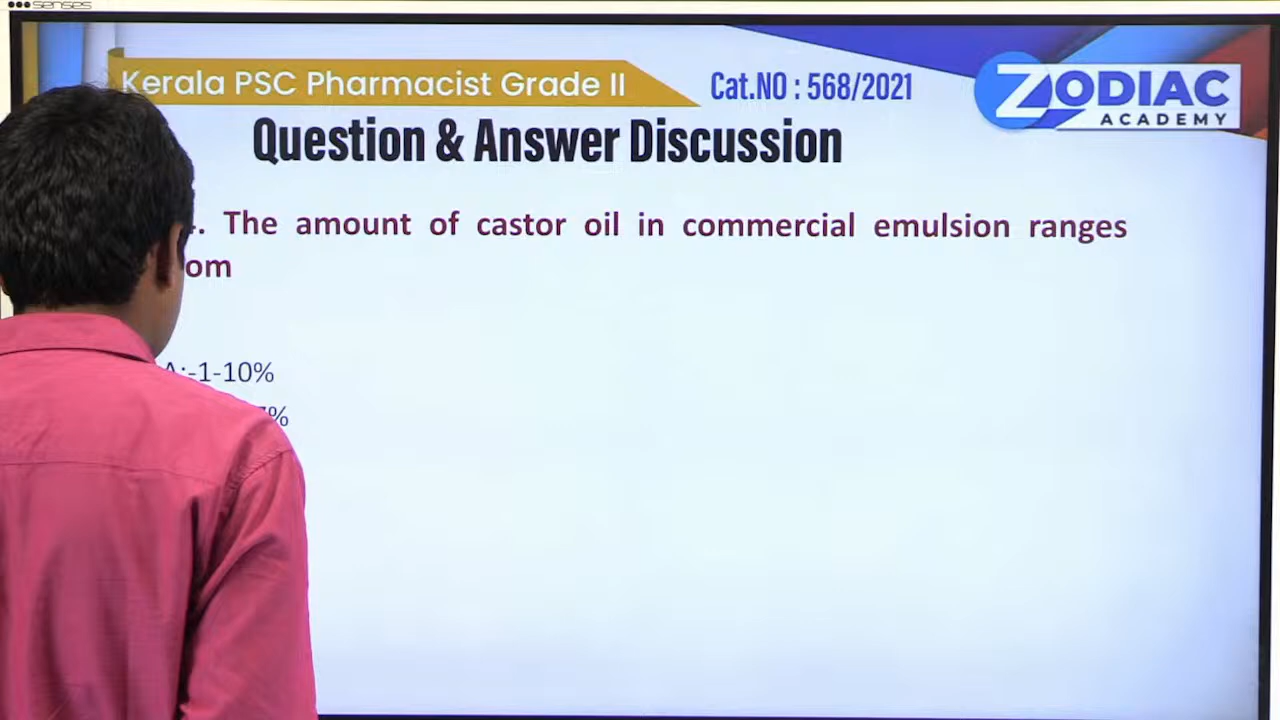 senses
Kerala PSC Pharmacist Grade II
Cat.NO : 568/2021
ZODIAC
ACADEMY
Question & Answer Discussion
. The amount of castor oil in commercial emulsion ranges
om
A:-1-10%
%